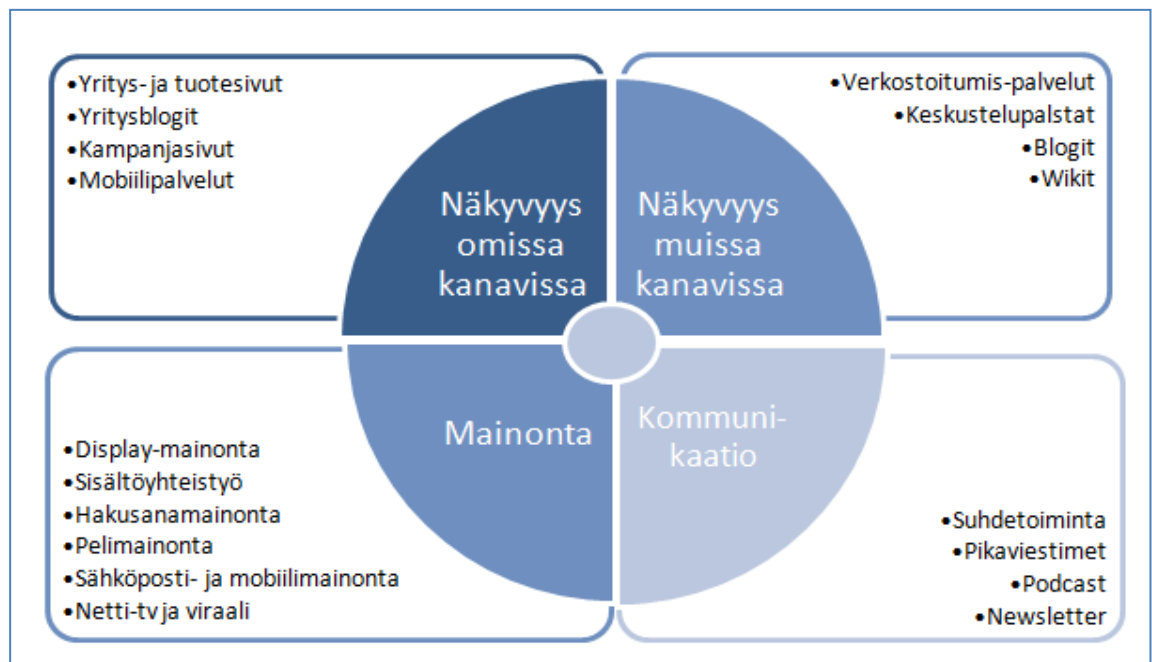 •Yritys- ja tuotesivut
•Yritysblogit
•Kampanjasivut
•Mobiilipalvelut
Näkyvyys
omissa
kanavissa
•Verkostoitumis-palvelut
•Keskustelupalstat
•Blogit
•Wikit
Näkyvyys
muissa
kanavissa
•Display-mainonta
•Sisältöyhteistyö
•Hakusanamainonta
•Pelimainonta
•Sähköposti- ja mobiilimainonta
•Netti-tv ja viraali
Mainonta
Kommuni-
kaatio
•Suhdetoiminta
•Pikaviestimet
•Podcast
•Newsletter